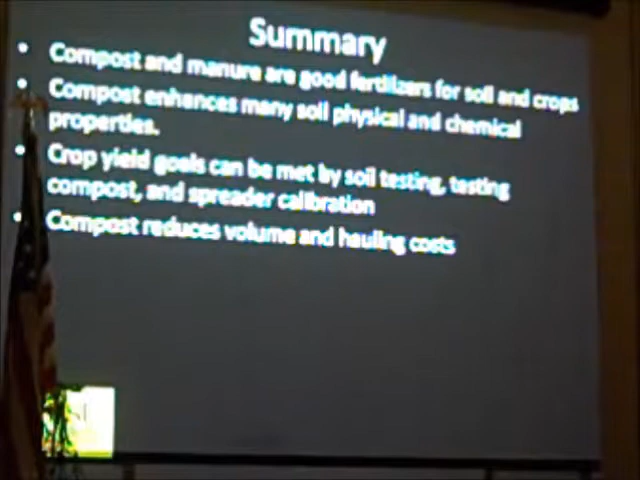 Summary
• Compost and manure are good fertilizers for soil and crops
• Compost enhances many soil physical and chemical
properties.
• Crop yield goals can be met by soil testing, testing
compost, and spreader calibration
• Compost reduces volume and hauling costs